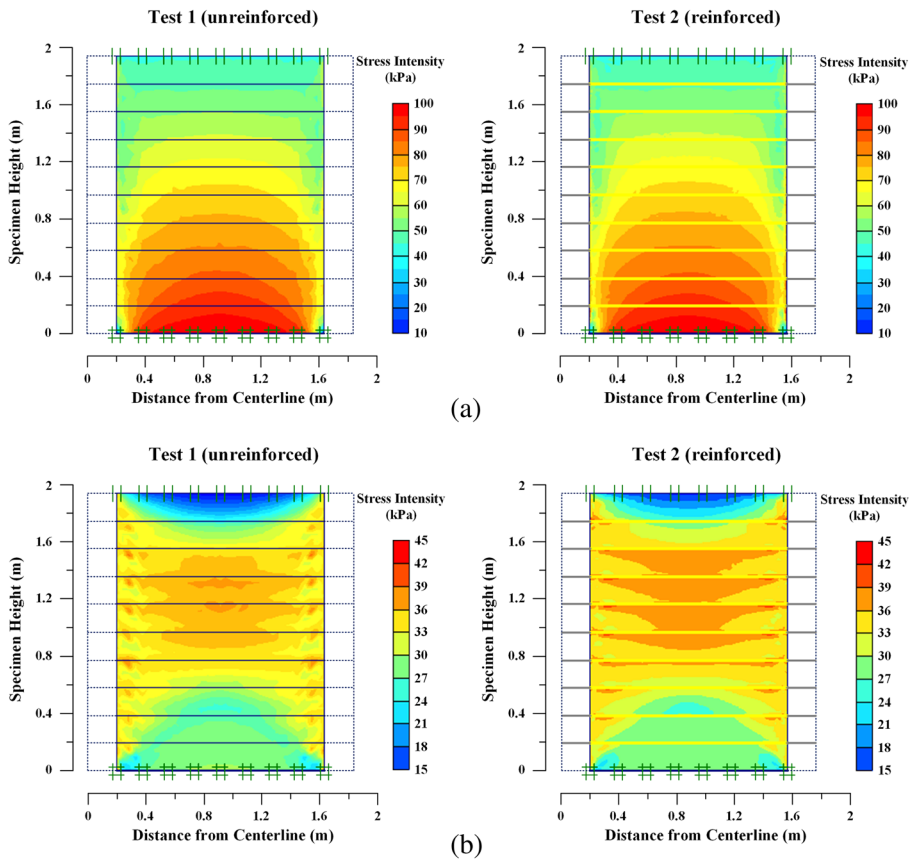 Test 1 (unreinforced)
Test 2 (reinforced)
Specimen Height (m)
2
1.6
1.2
0.8
0.4
0
Stress Intensity
(kPa)
100
90
80
70
60
50
40
30
20
10
0 0.4 0.8 1.2 1.6 2
Distance from Centerline (m)
Specimen Height (m)
2
1.6
1.2
0.8
0.4
0
Stress Intensity
(kPa)
100
90
80
70
60
50
40
30
20
10
0 0.4 0.8 1.2 1.6 2
Distance from Centerline (m)
(a)
Test 1 (unreinforced)
Test 2 (reinforced)
Specimen Height (m)
2
1.6
1.2
0.8
0.4
0
Stress Intensity
(kPa)
45
42
39
36
33
30
27
24
21
18
15
0 0.4 0.8 1.2 1.6 2
Distance from Centerline (m)
Specimen Height (m)
2
1.6
1.2
0.8
0.4
0
Stress Intensity
(kPa)
45
42
39
36
33
30
27
24
21
18
15
0 0.4 0.8 1.2 1.6 2
Distance from Centerline (m)
(b)